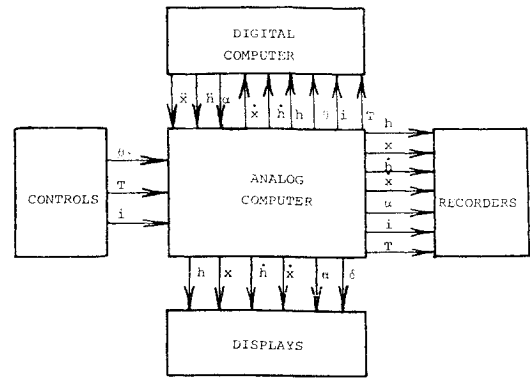 DIGITAL
COMPUTER
ẍ ḧ α ẋ ḣ h θ i T
h
x
ḣ
ẋ
α
i
T
θ
T
i
CONTROLS
ANALOG
COMPUTER
RECORDERS
h x ḣ ẋ α δ
DISPLAYS